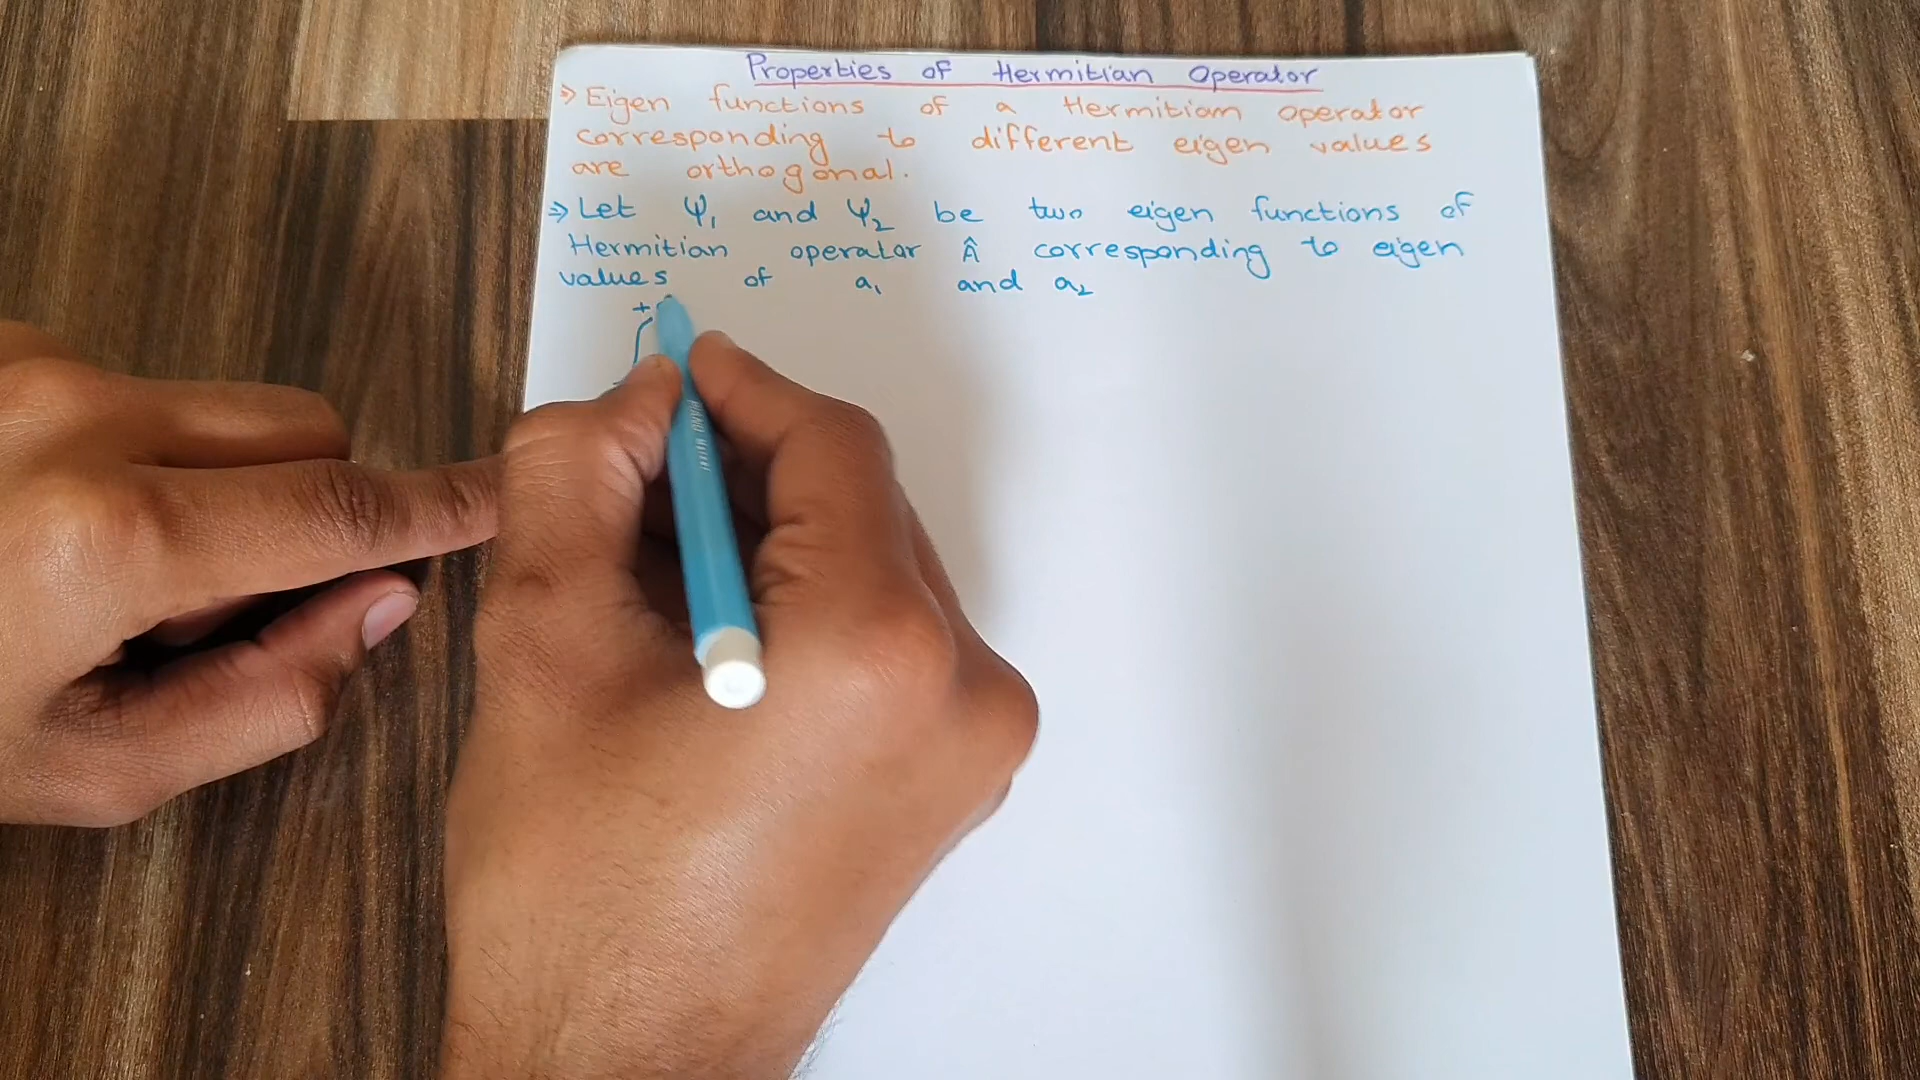 Properties of Hermitian Operator
⇒ Eigen functions of a Hermitian operator
corresponding to different eigen values
are orthogonal.
⇒ Let Ψ₁ and Ψ₂ be two eigen functions of
Hermitian operator Â corresponding to eigen
values of a₁ and a₂
+
∫